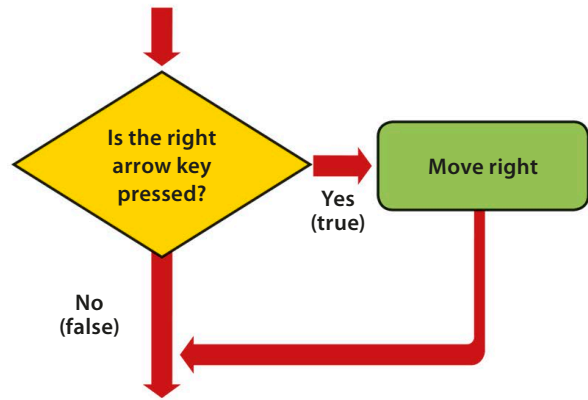 Is the right
arrow key
pressed?
Move right
Yes
(true)
No
(false)